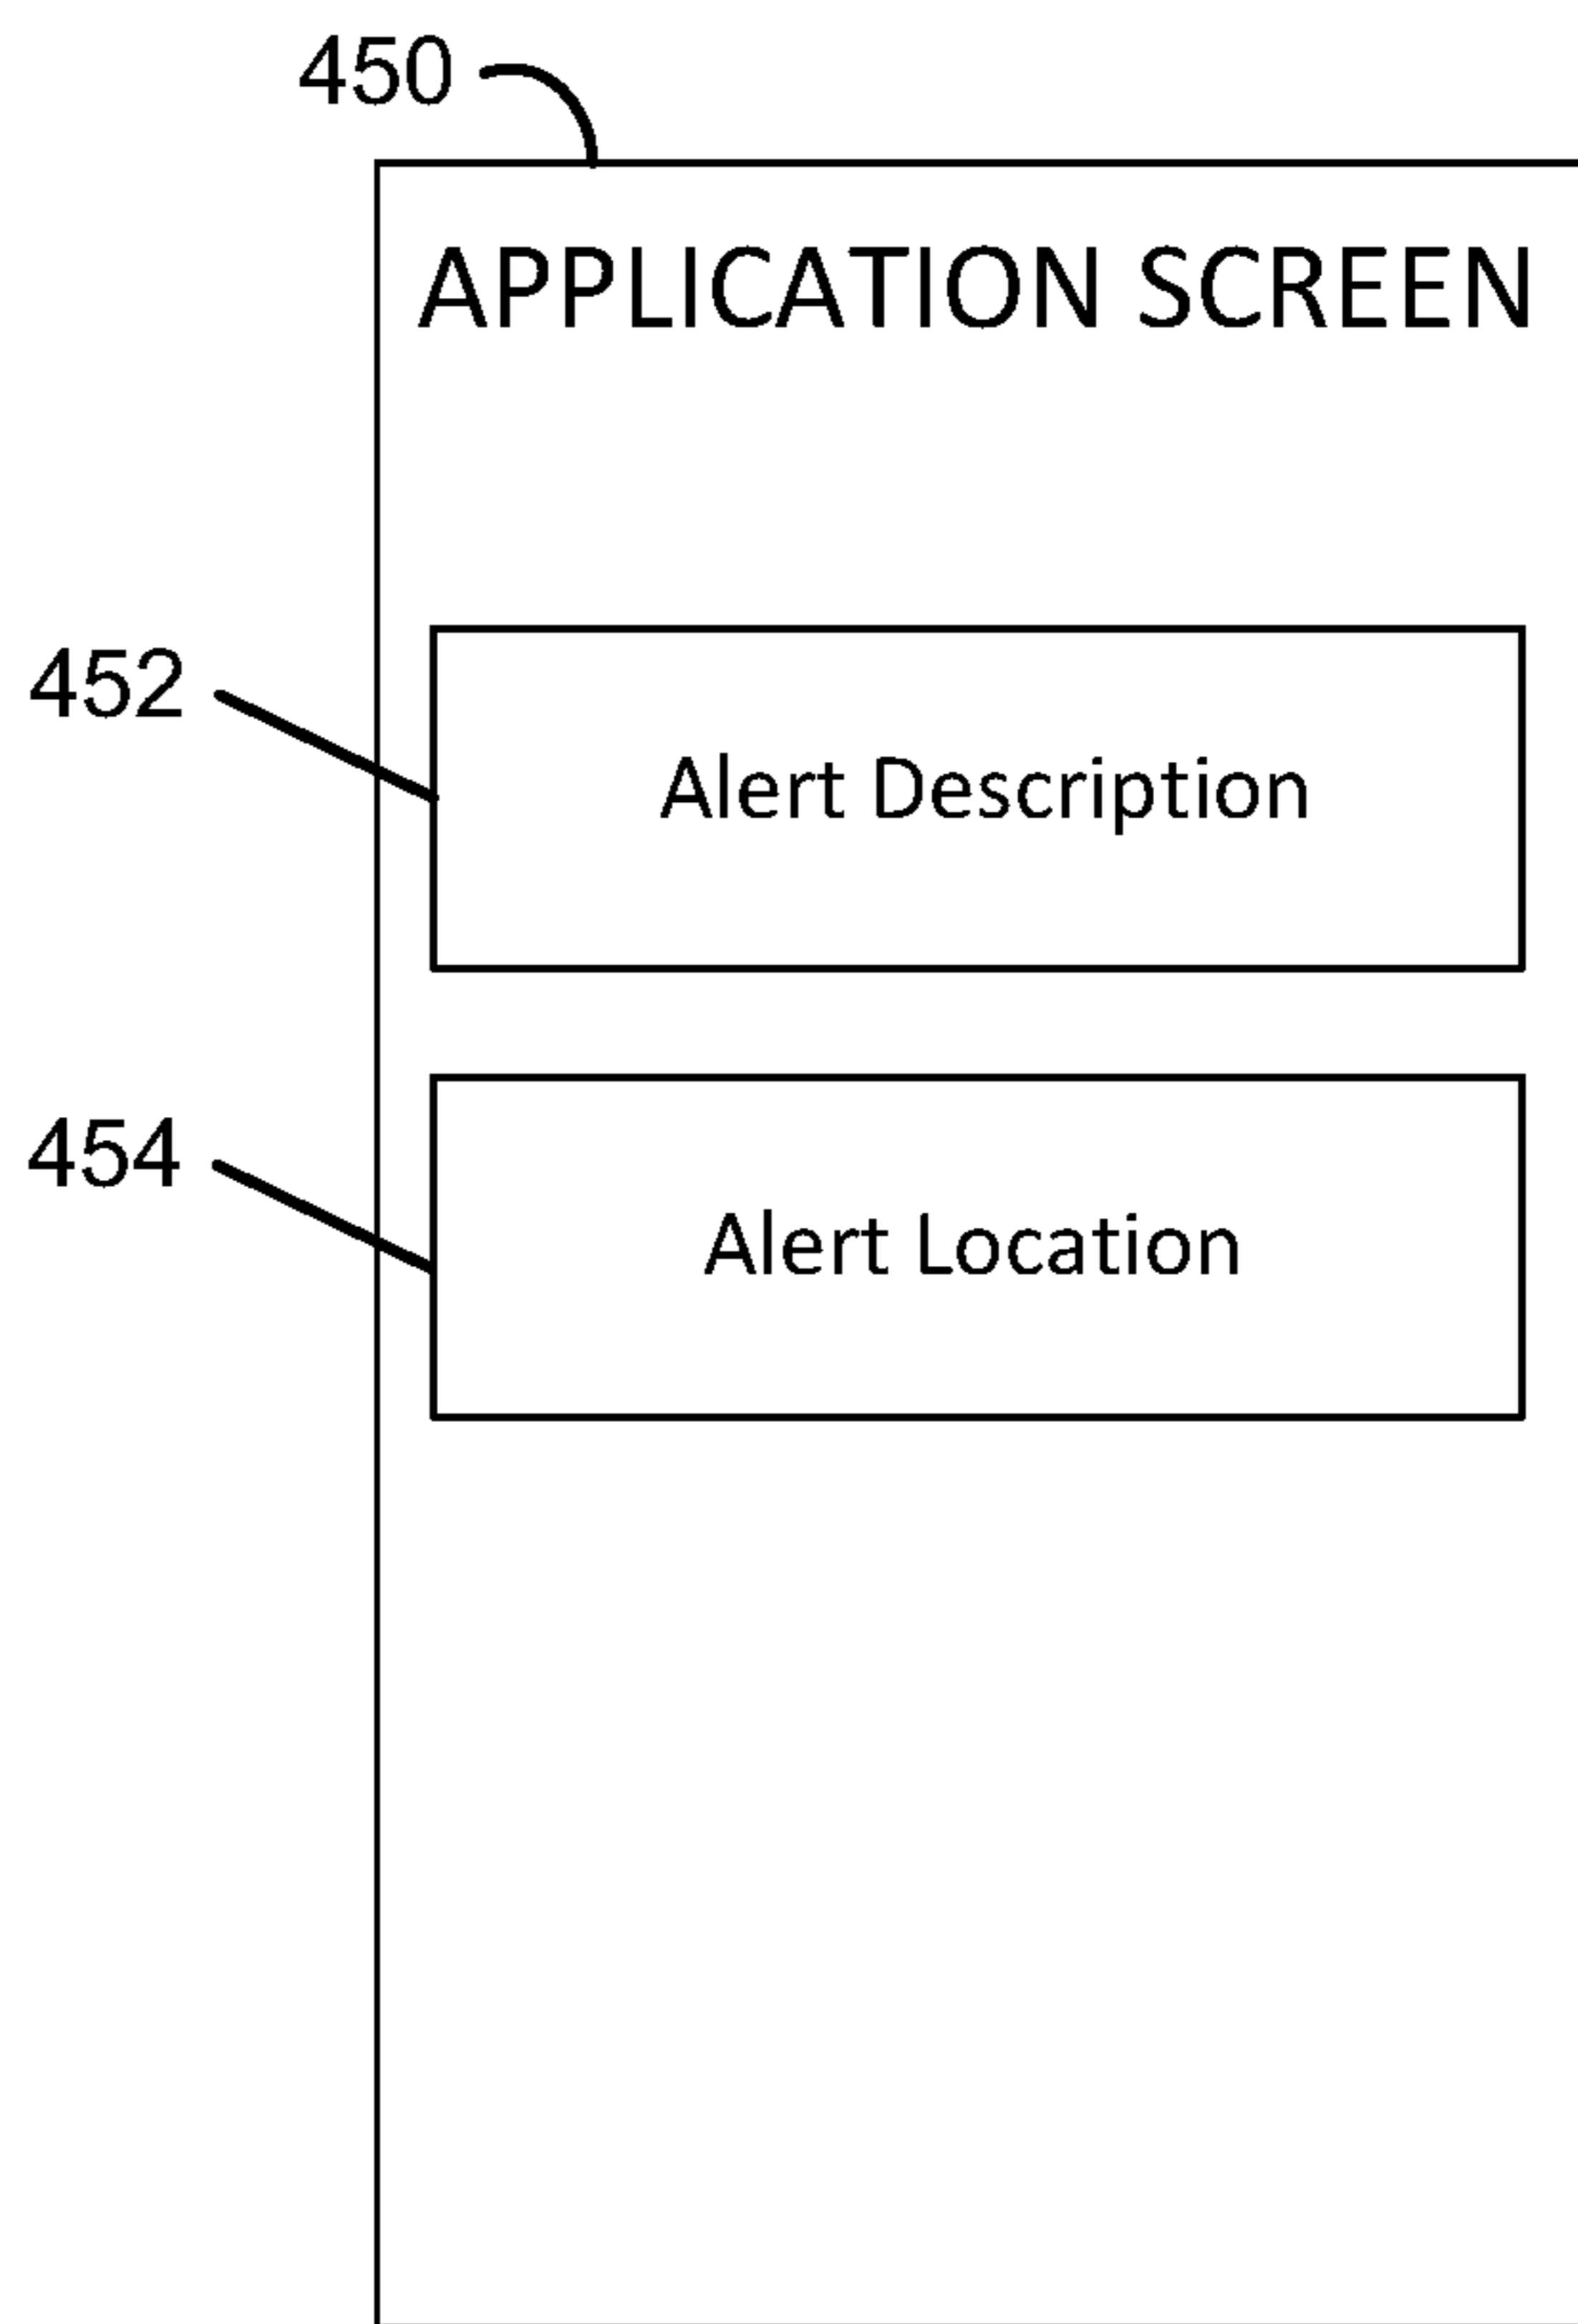 450
APPLICATION SCREEN
452
Alert Description
454
Alert Location